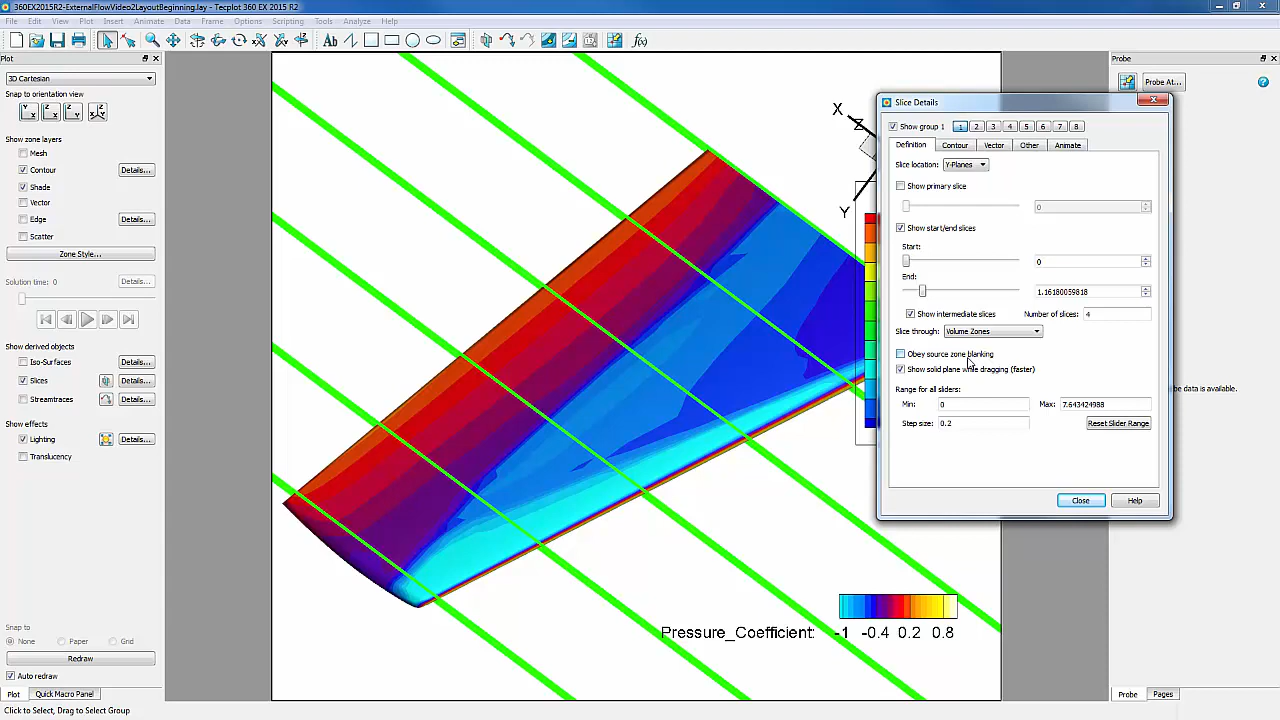 360EX2015R2-ExternalFlowVideo2LayoutBeginning.lay - Tecplot 360 EX 2015 R2
File Edit View Plot Insert Animate Data Frame Options Scripting Tools Analyze Help
Ab
f(x)
Plot
3D Cartesian
Snap to orientation view
Show zone layers
Mesh
Contour Details...
Shade
Vector
Edge Details...
Scatter
Zone Style...
Solution time: 0 Details...
Show derived objects
Iso-Surfaces Details...
Slices Details...
Streamtraces Details...
Show effects
Lighting Details...
Translucency
Snap to
None Paper Grid
Redraw
Auto redraw
Plot Quick Macro Panel
Click to Select, Drag to Select Group
X
Z
Y
Pressure_Coefficient: -1 -0.4 0.2 0.8
Slice Details
Show group 1 1 2 3 4 5 6 7 8
Definition Contour Vector Other Animate
Slice location: Y-Planes
Show primary slice
0
Show start/end slices
Start:
0
End:
1.16180059818
Show intermediate slices Number of slices: 4
Slice through: Volume Zones
Obey source zone blanking
Show solid plane while dragging (faster)
Range for all sliders:
Min: 0 Max: 7.643424988
Step size: 0.2 Reset Slider Range
Close Help
Probe
Probe At...
be data is available.
Probe Pages